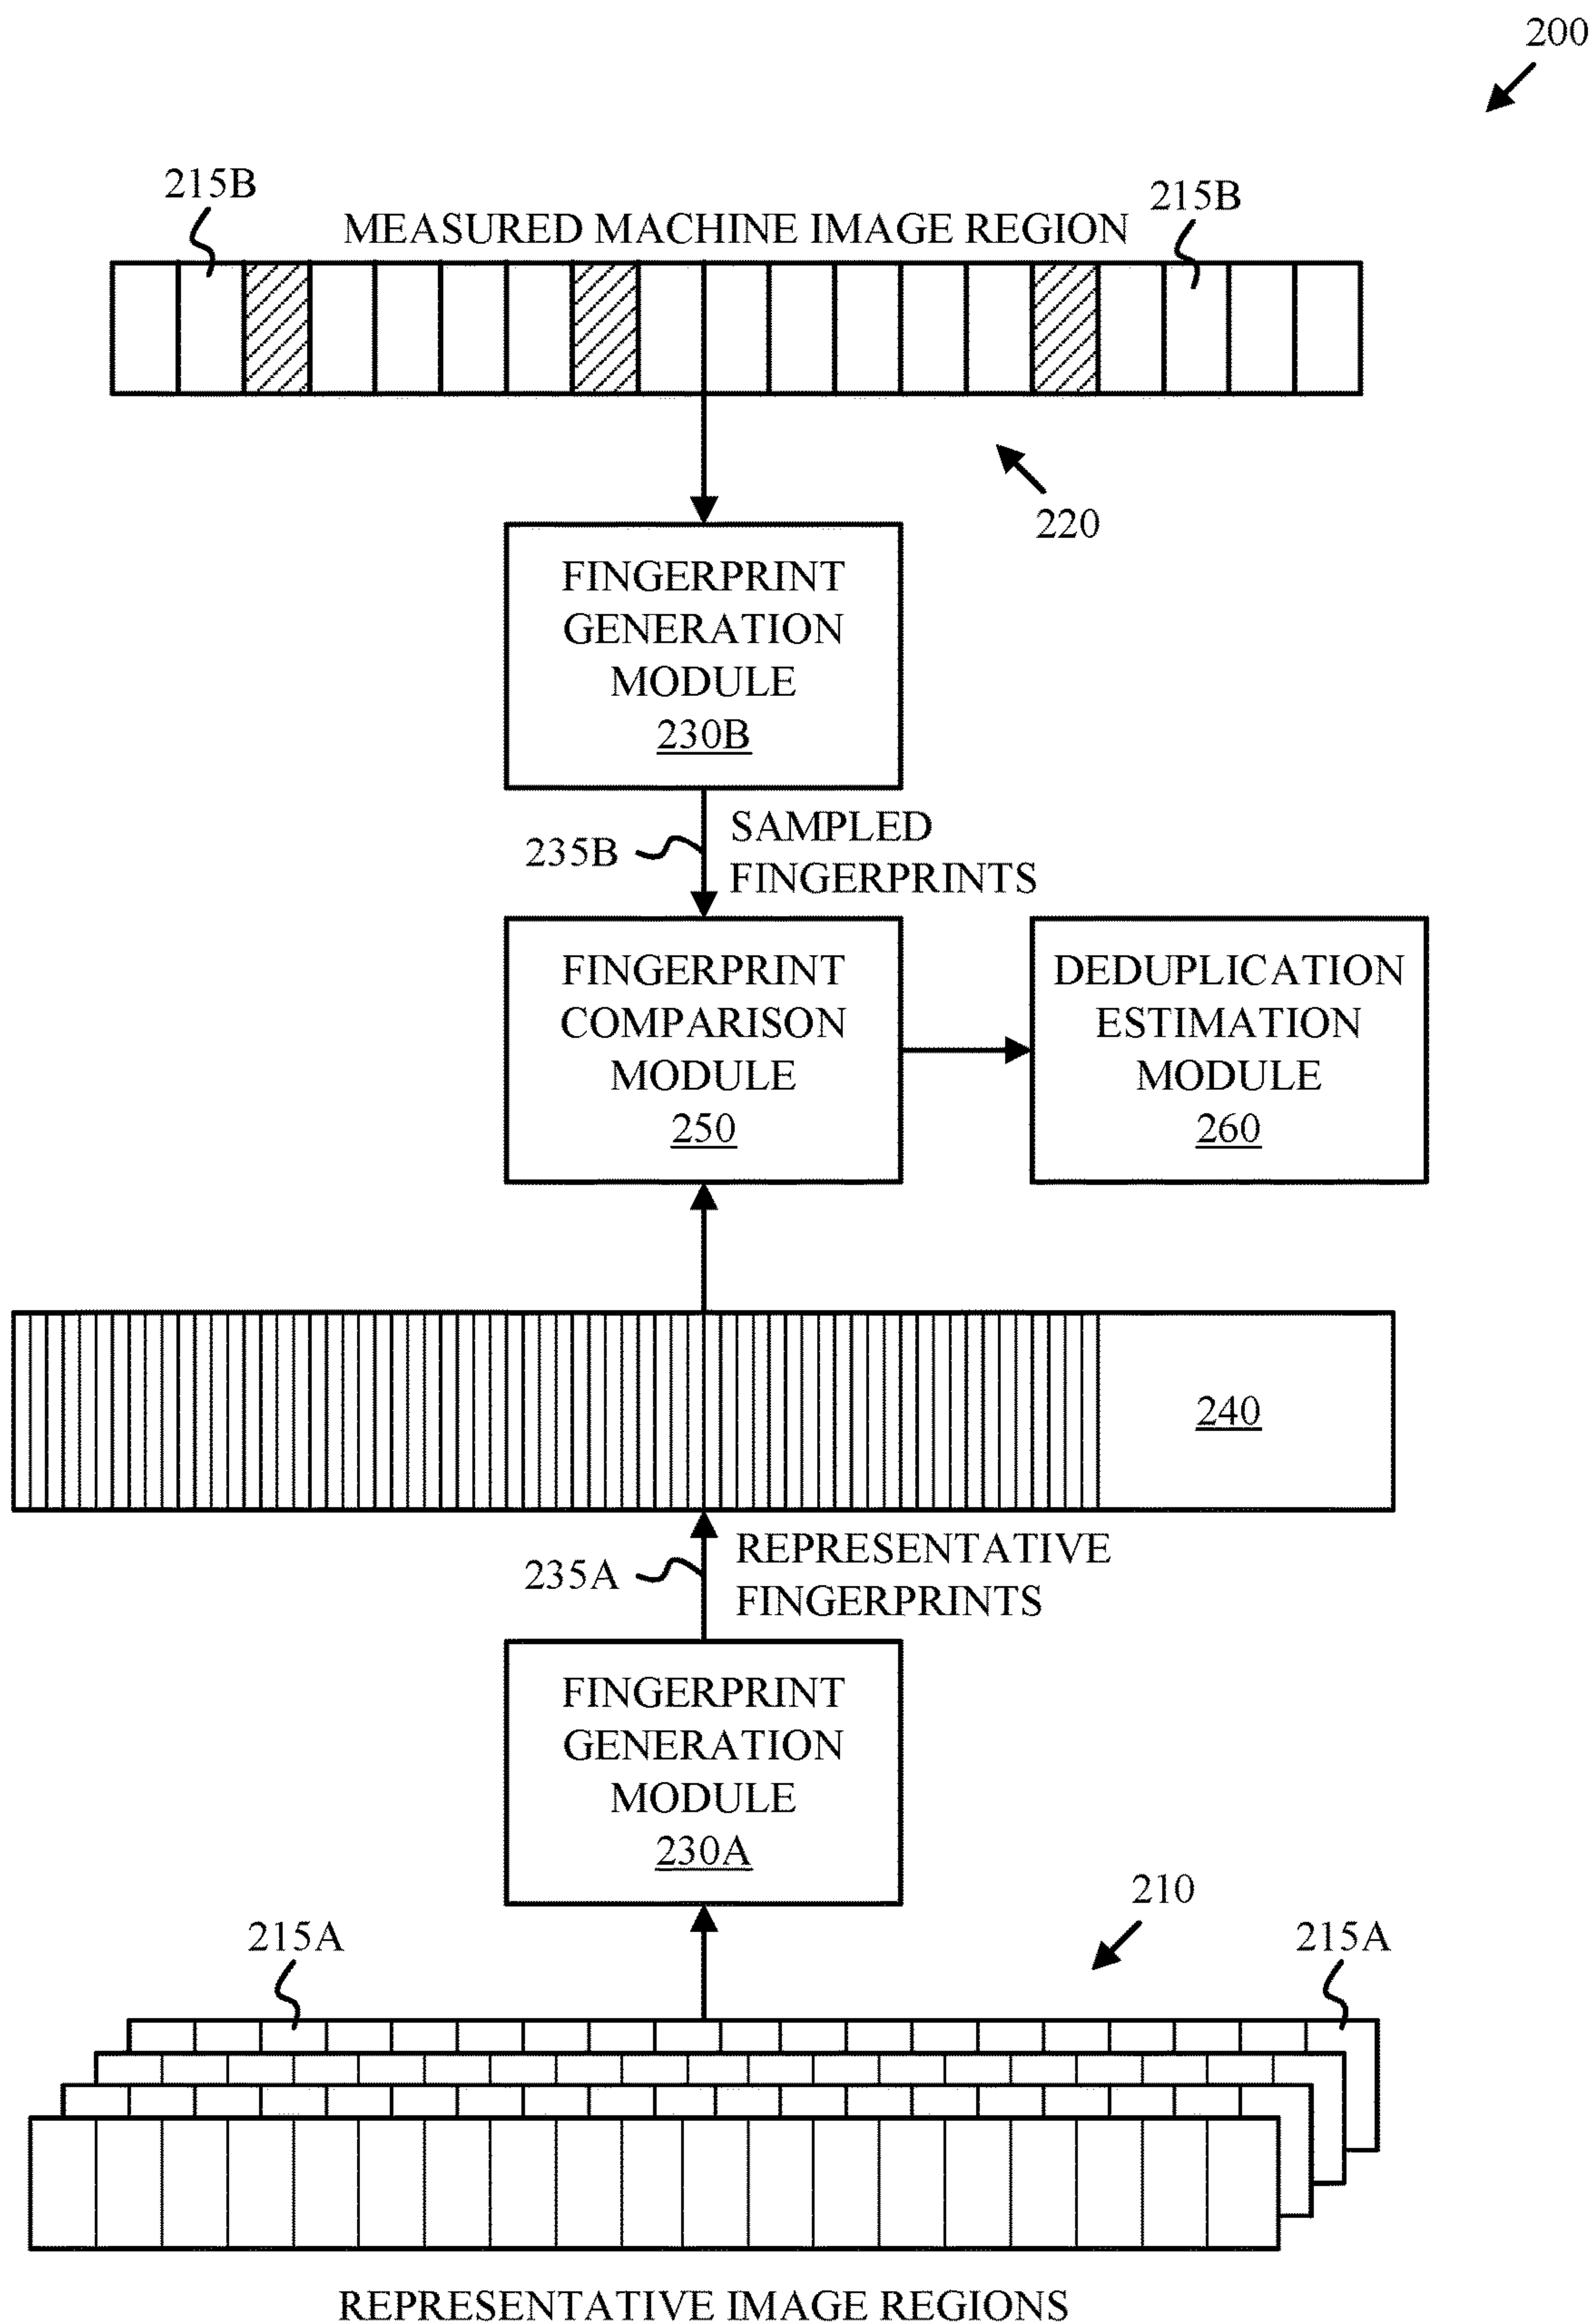 200
215B
215B
MEASURED MACHINE IMAGE REGION
220
FINGERPRINT
GENERATION
MODULE
230B
235B
SAMPLED
FINGERPRINTS
FINGERPRINT
COMPARISON
MODULE
250
DEDUPLICATION
ESTIMATION
MODULE
260
240
235A
REPRESENTATIVE
FINGERPRINTS
FINGERPRINT
GENERATION
MODULE
230A
210
215A
215A
REPRESENTATIVE IMAGE REGIONS